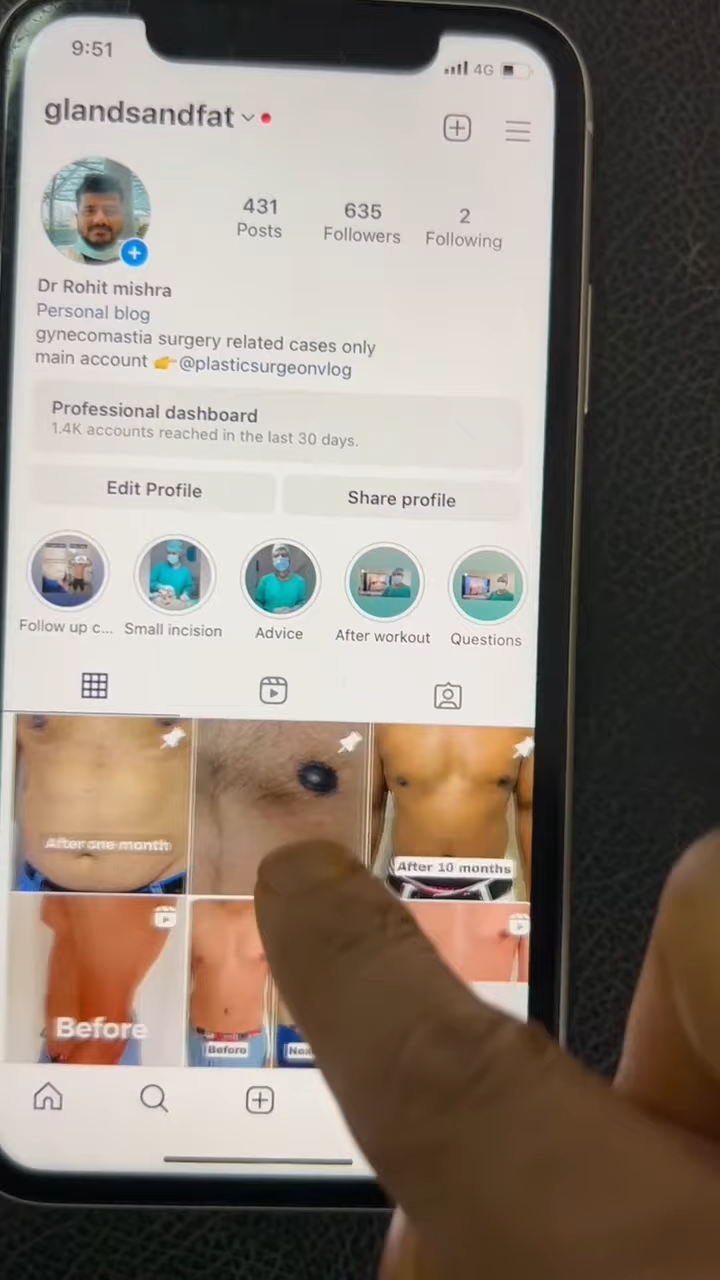 9:51
4G
glandsandfat
431
Posts
635
Followers
2
Following
Dr Rohit mishra
Personal blog
gynecomastia surgery related cases only
main account 👉@plasticsurgeonvlog
Professional dashboard
1.4K accounts reached in the last 30 days.
Edit Profile
Share profile
Follow up c...
Small incision
Advice
After workout
Questions
After one month
After 10 months
Before
Before